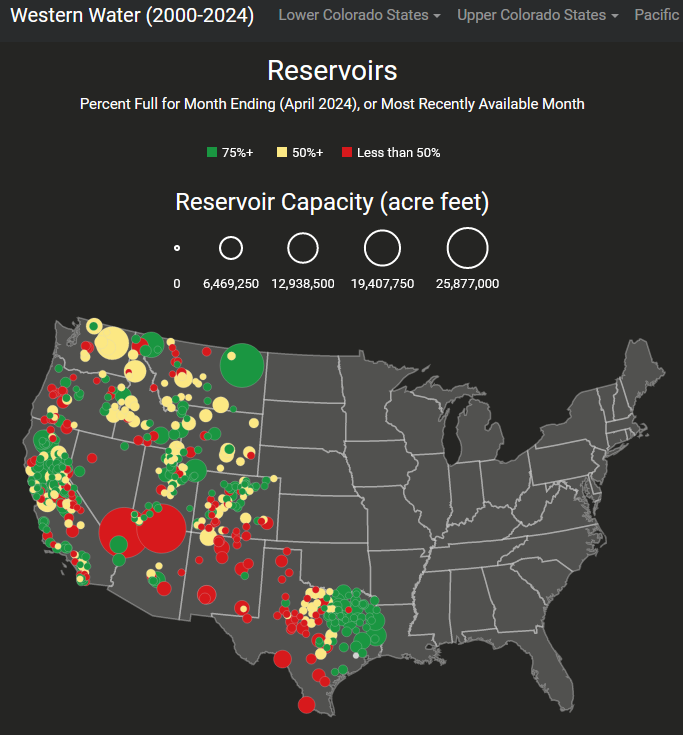 Western Water (2000-2024) Lower Colorado States Upper Colorado States Pacific
Reservoirs
Percent Full for Month Ending (April 2024), or Most Recently Available Month
75%+ 50%+ Less than 50%
Reservoir Capacity (acre feet)
0 6,469,250 12,938,500 19,407,750 25,877,000